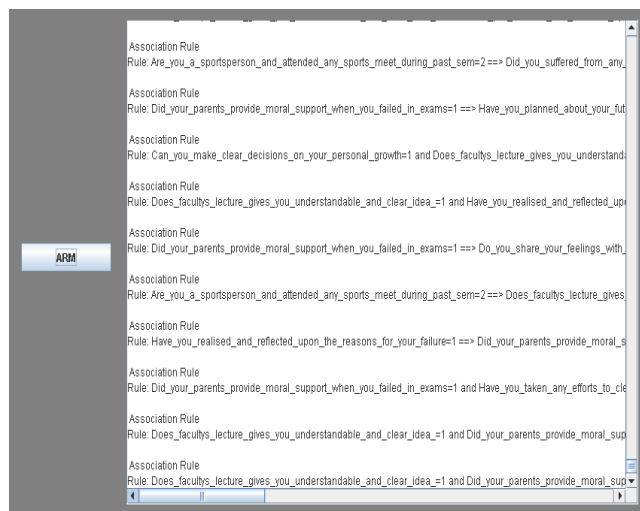 Association Rule
Rule: Are_you_a_sportsperson_and_attended_any_sports_meet_during_past_sem=2 ==> Did_you_suffered_from_any_
Association Rule
Rule: Did_your_parents_provide_moral_support_when_you_failed_in_exams=1 ==> Have_you_planned_about_your_fut
Association Rule
Rule: Can_you_make_clear_decisions_on_your_personal_growth=1 and Does_facultys_lecture_gives_you_understand
Association Rule
Rule: Does_facultys_lecture_gives_you_understandable_and_clear_idea_=1 and Have_you_realised_and_reflected_up
Association Rule
Rule: Did_your_parents_provide_moral_support_when_you_failed_in_exams=1 ==> Do_you_share_your_feelings_with_
ARM
Association Rule
Rule: Are_you_a_sportsperson_and_attended_any_sports_meet_during_past_sem=2 ==> Does_facultys_lecture_gives_
Association Rule
Rule: Have_you_realised_and_reflected_upon_the_reasons_for_your_failure=1 ==> Did_your_parents_provide_moral_s
Association Rule
Rule: Did_your_parents_provide_moral_support_when_you_failed_in_exams=1 and Have_you_taken_any_efforts_to_cle
Association Rule
Rule: Does_facultys_lecture_gives_you_understandable_and_clear_idea_=1 and Did_your_parents_provide_moral_sup
Association Rule
Rule: Does_facultys_lecture_gives_you_understandable_and_clear_idea_=1 and Did_your_parents_provide_moral_sup